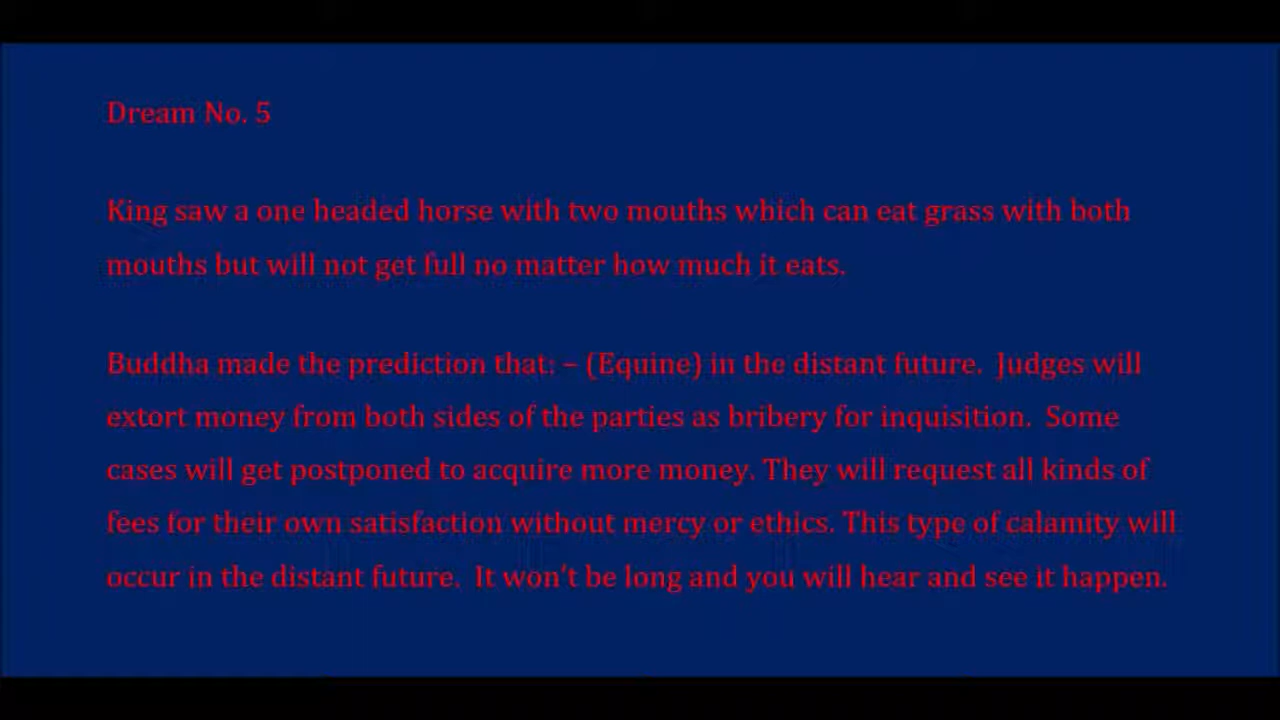 Dream No. 5
King saw a one headed horse with two mouths which can eat grass with both
mouths but will not get full no matter how much it eats.
Buddha made the prediction that: – (Equine) in the distant future.  Judges will
extort money from both sides of the parties as bribery for inquisition.  Some
cases will get postponed to acquire more money. They will request all kinds of
fees for their own satisfaction without mercy or ethics. This type of calamity will
occur in the distant future.  It won't be long and you will hear and see it happen.